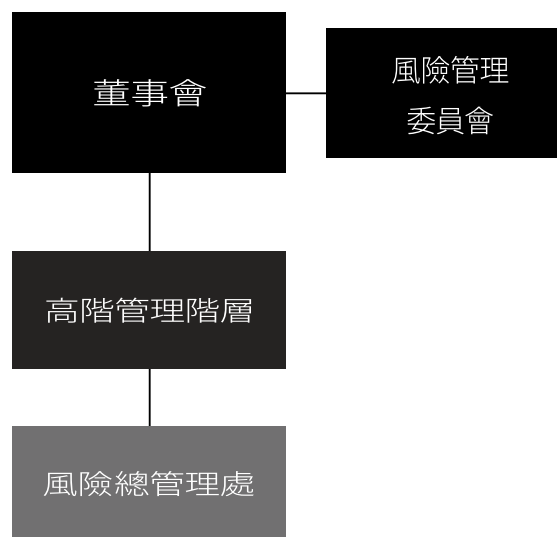 董事會
風險管理
委員會
高階管理階層
風險總管理處